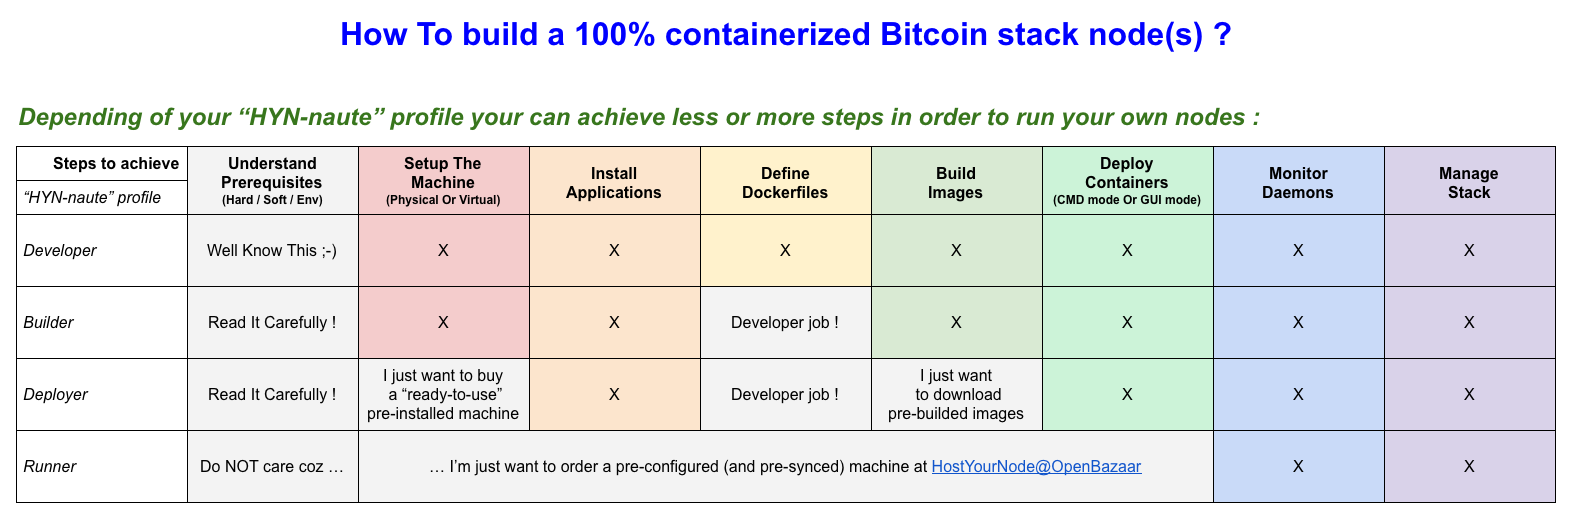 How To build a 100% containerized Bitcoin stack node(s) ?
Depending of your “HYN-naute” profile your can achieve less or more steps in order to run your own nodes :
Steps to achieve
“HYN-naute” profile
Understand
Prerequisites
(Hard / Soft / Env)
Setup The
Machine
(Physical Or Virtual)
Install
Applications
Define
Dockerfiles
Build
Images
Deploy
Containers
(CMD mode Or GUI mode)
Monitor
Daemons
Manage
Stack
Developer
Well Know This ;-)
X
X
X
X
X
X
X
Builder
Read It Carefully !
X
X
Developer job !
X
X
X
X
Deployer
Read It Carefully !
I just want to buy
a “ready-to-use”
pre-installed machine
X
Developer job !
I just want
to download
pre-builded images
X
X
X
Runner
Do NOT care coz …
… I’m just want to order a pre-configured (and pre-synced) machine at HostYourNode@OpenBazaar
X
X